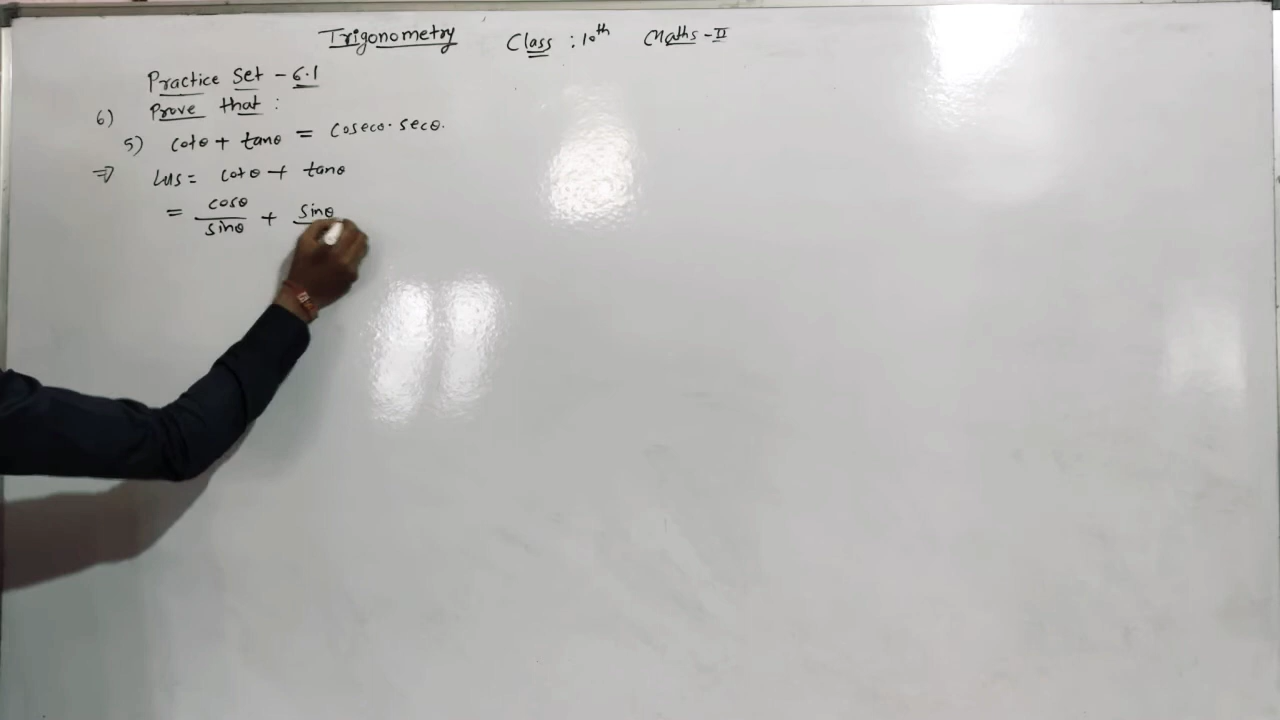 Trigonometry Class : 10th Maths - II
Practice Set - 6.1
6) Prove that :
5) cotθ + tanθ = cosecθ · secθ.
⇒ LHS = cotθ + tanθ
= cosθ/sinθ + sinθ/